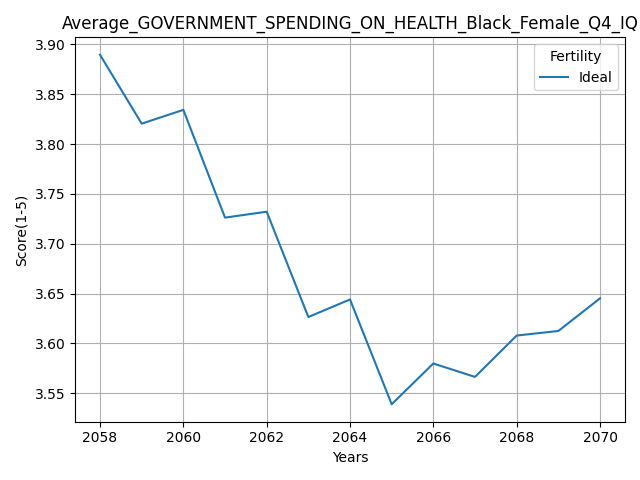 Average_GOVERNMENT_SPENDING_ON_HEALTH_Black_Female_Q4_IQ
Fertility
Ideal
3.90
3.85
3.80
3.75
3.70
3.65
3.60
3.55
Score(1-5)
2058 2060 2062 2064 2066 2068 2070
Years